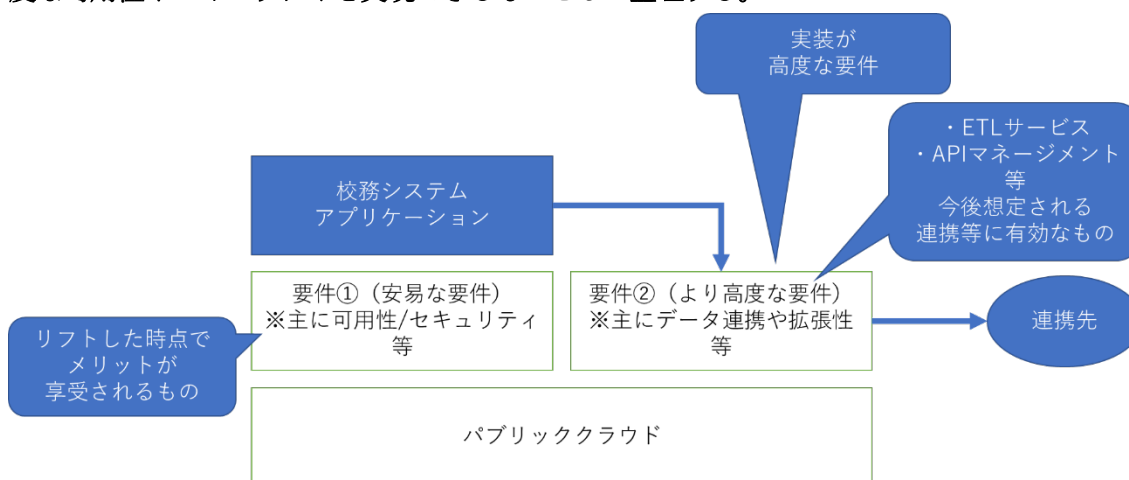 実装が
高度な要件
・ETLサービス
・APIマネージメント
等
今後想定される
連携等に有効なもの
校務システム
アプリケーション
要件①（安易な要件）
※主に可用性/セキュリティ
等
要件②（より高度な要件）
※主にデータ連携や拡張性
等
連携先
リフトした時点で
メリットが
享受されるもの
パブリッククラウド